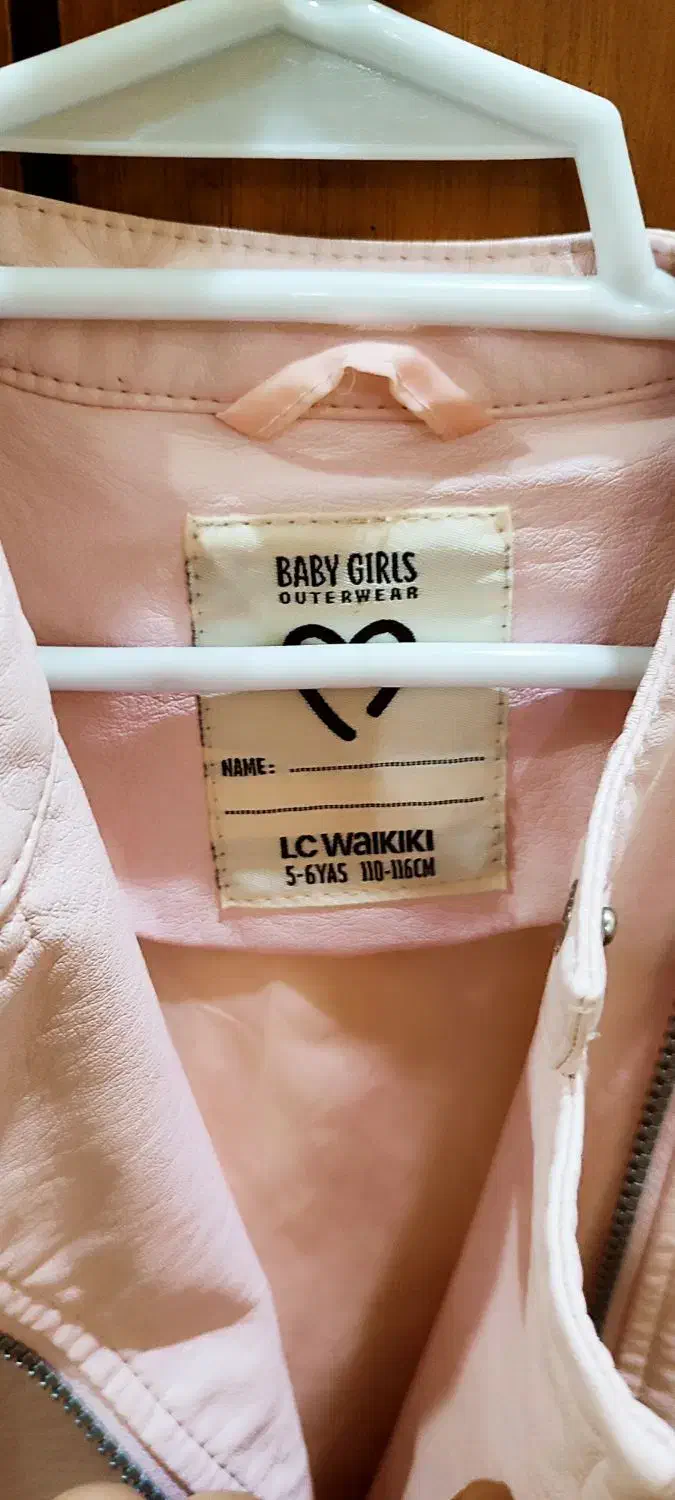 BABY GIRLS
OUTERWEAR
NAME:
LC WAIKIKI
5-6YAS 110-116CM